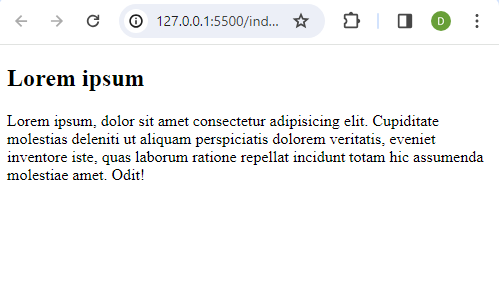 127.0.0.1:5500/ind...
D
Lorem ipsum
Lorem ipsum, dolor sit amet consectetur adipisicing elit. Cupiditate
molestias deleniti ut aliquam perspiciatis dolorem veritatis, eveniet
inventore iste, quas laborum ratione repellat incidunt totam hic assumenda
molestiae amet. Odit!